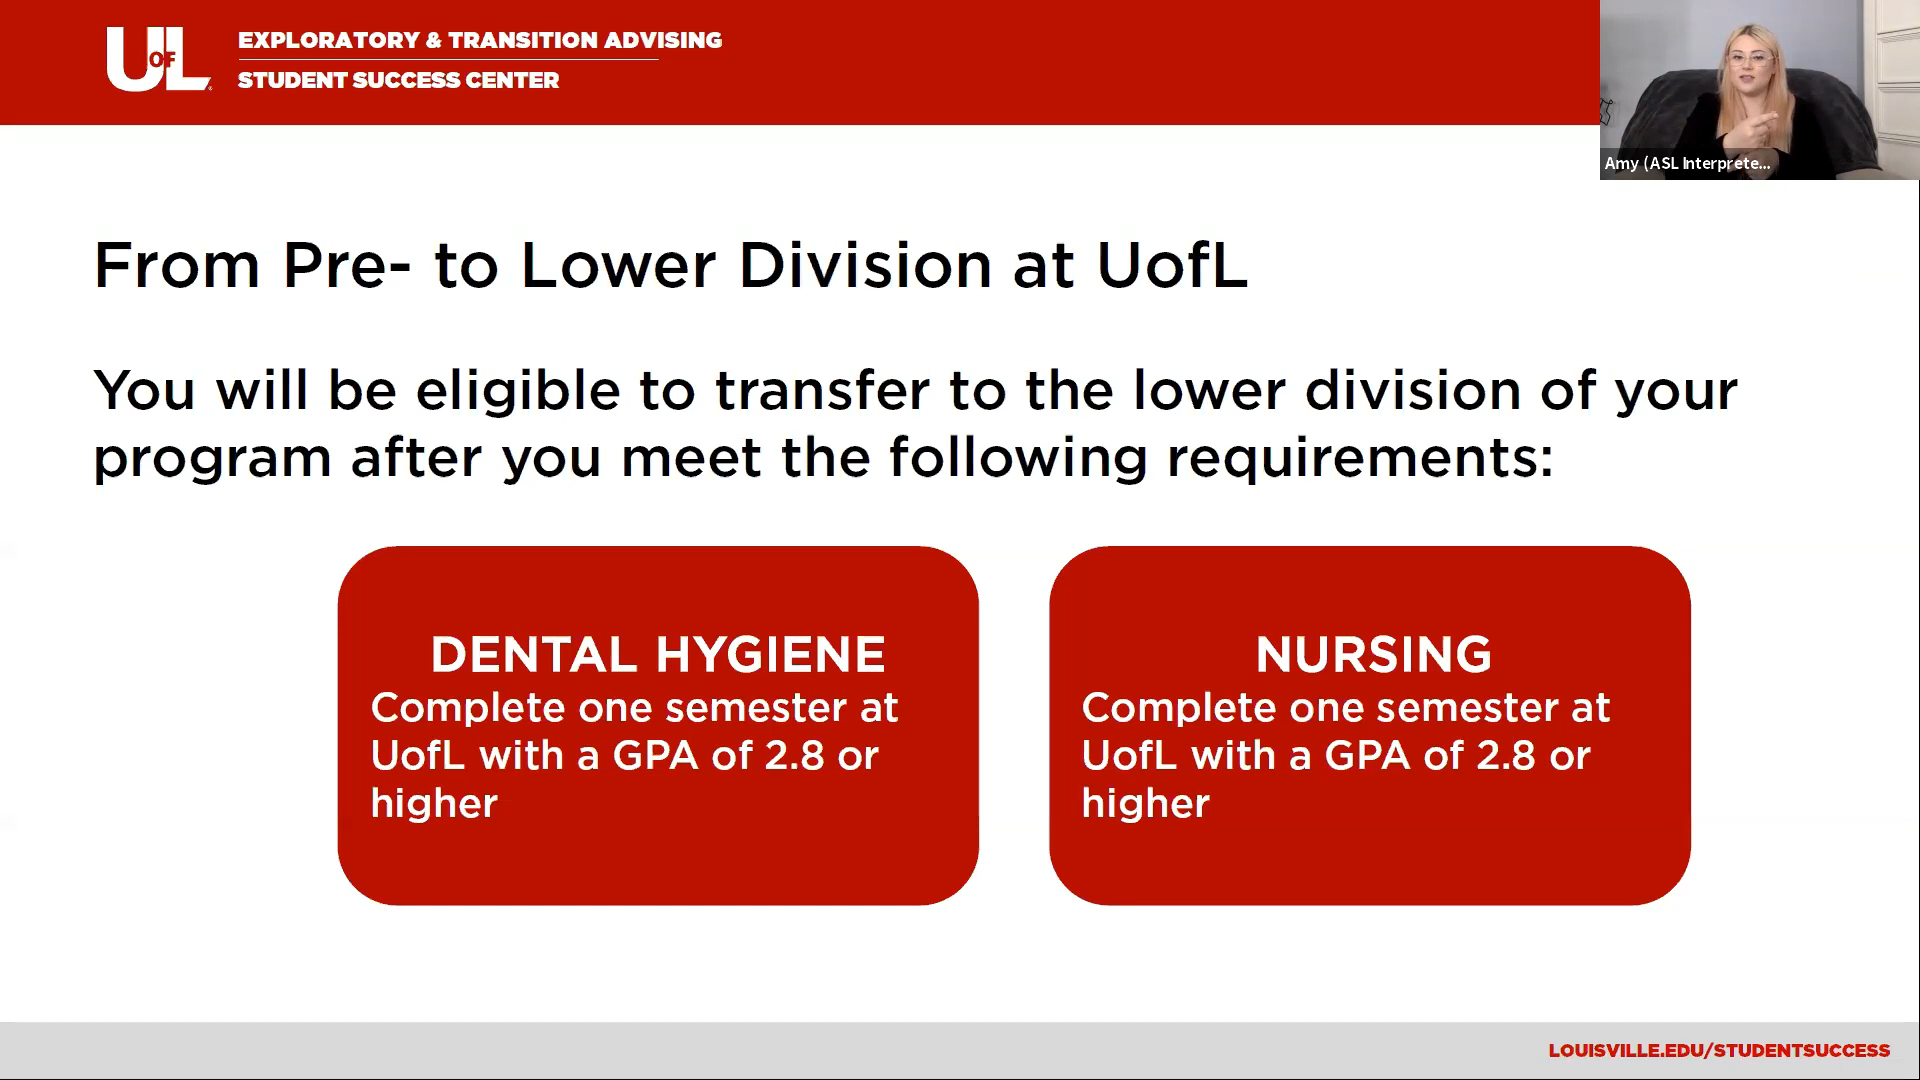 UOFL
EXPLORATORY & TRANSITION ADVISING
STUDENT SUCCESS CENTER
Amy (ASL Interprete...
From Pre- to Lower Division at UofL
You will be eligible to transfer to the lower division of your
program after you meet the following requirements:
DENTAL HYGIENE
Complete one semester at
UofL with a GPA of 2.8 or
higher
NURSING
Complete one semester at
UofL with a GPA of 2.8 or
higher
LOUISVILLE.EDU/STUDENTSUCCESS